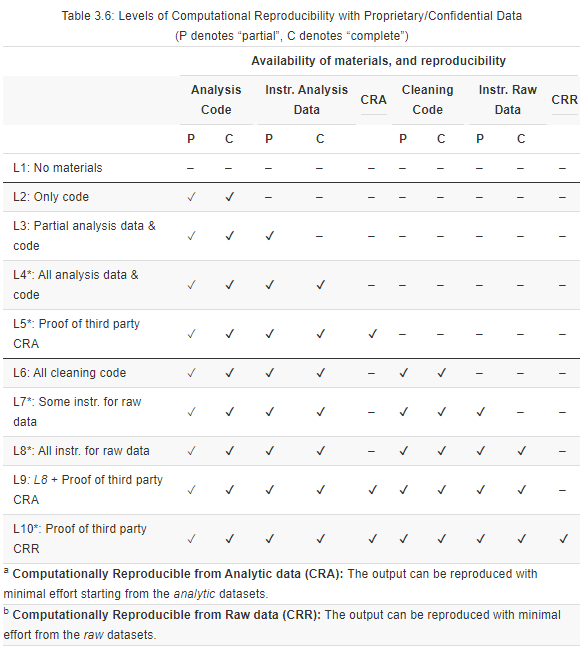 Table 3.6: Levels of Computational Reproducibility with Proprietary/Confidential Data
(P denotes “partial”, C denotes “complete”)
Availability of materials, and reproducibility
Analysis Code Instr. Analysis Data CRA Cleaning Code Instr. Raw Data CRR
P C P C P C P C
L1: No materials – – – – – – – – – –
L2: Only code ✓ ✓ – – – – – – – –
L3: Partial analysis data & code ✓ ✓ ✓ – – – – – – –
L4*: All analysis data & code ✓ ✓ ✓ ✓ – – – – – –
L5*: Proof of third party CRA ✓ ✓ ✓ ✓ ✓ – – – – –
L6: All cleaning code ✓ ✓ ✓ ✓ – ✓ ✓ – – –
L7*: Some instr. for raw data ✓ ✓ ✓ ✓ – ✓ ✓ ✓ – –
L8*: All instr. for raw data ✓ ✓ ✓ ✓ – ✓ ✓ ✓ ✓ –
L9: L8 + Proof of third party CRA ✓ ✓ ✓ ✓ ✓ ✓ ✓ ✓ ✓ –
L10*: Proof of third party CRR ✓ ✓ ✓ ✓ ✓ ✓ ✓ ✓ ✓ ✓
a Computationally Reproducible from Analytic data (CRA): The output can be reproduced with
minimal effort starting from the analytic datasets.
b Computationally Reproducible from Raw data (CRR): The output can be reproduced with minimal
effort from the raw datasets.